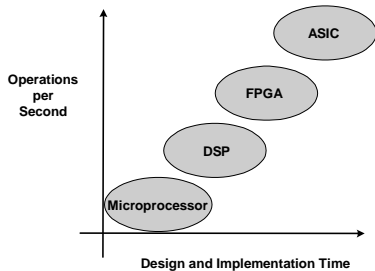 ASIC
Operations
per
Second
FPGA
DSP
Microprocessor
Design and Implementation Time